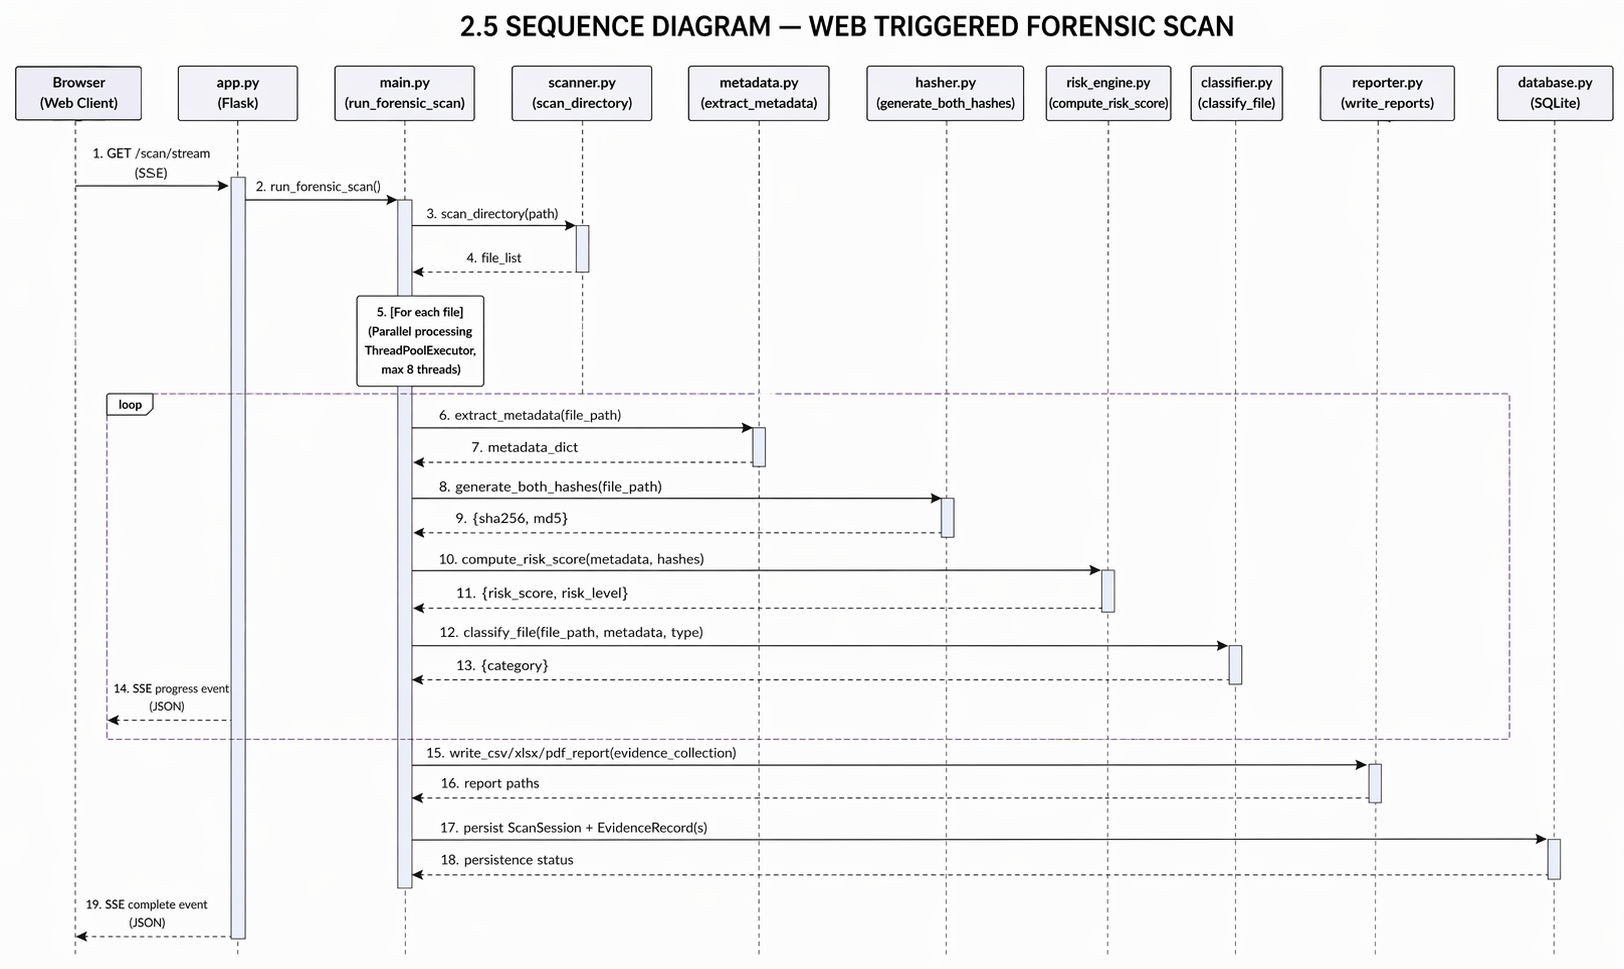 2.5 SEQUENCE DIAGRAM — WEB TRIGGERED FORENSIC SCAN
Browser
(Web Client)
app.py
(Flask)
main.py
(run_forensic_scan)
scanner.py
(scan_directory)
metadata.py
(extract_metadata)
hasher.py
(generate_both_hashes)
risk_engine.py
(compute_risk_score)
classifier.py
(classify_file)
reporter.py
(write_reports)
database.py
(SQLite)
1. GET /scan/stream
(SSE)
2. run_forensic_scan()
3. scan_directory(path)
4. file_list
5. [For each file]
(Parallel processing
ThreadPoolExecutor,
max 8 threads)
loop
6. extract_metadata(file_path)
7. metadata_dict
8. generate_both_hashes(file_path)
9. {sha256, md5}
10. compute_risk_score(metadata, hashes)
11. {risk_score, risk_level}
12. classify_file(file_path, metadata, type)
13. {category}
14. SSE progress event
(JSON)
15. write_csv/xlsx/pdf_report(evidence_collection)
16. report paths
17. persist ScanSession + EvidenceRecord(s)
18. persistence status
19. SSE complete event
(JSON)